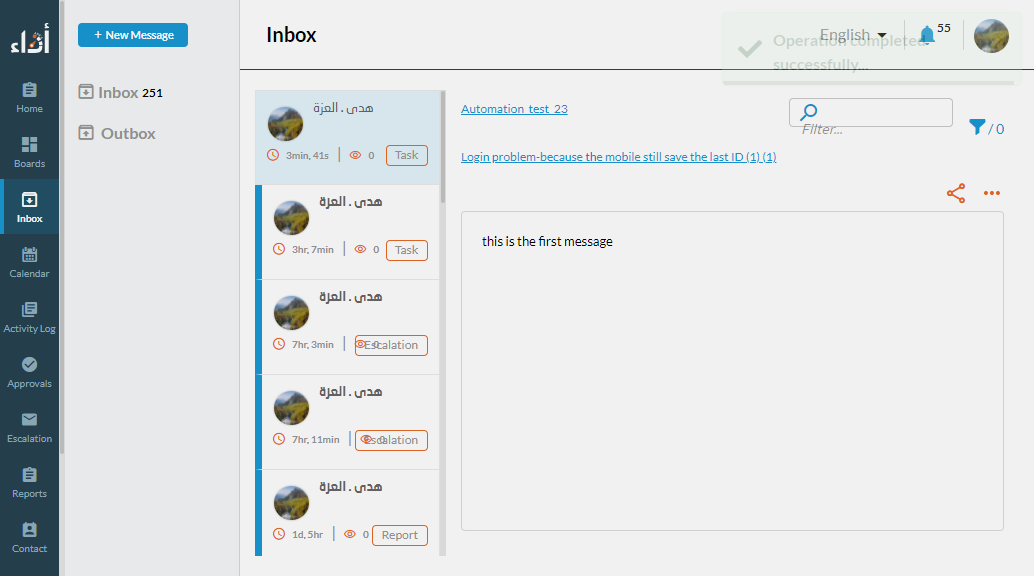 أداء
Home
Boards
Inbox
Calendar
Activity Log
Approvals
Escalation
Reports
Contact
+ New Message
Inbox 251
Outbox
Inbox
English
55
Operation completed
successfully...
هدى . العزة
3min, 41s
0
Task
هدى . العزة
3hr, 7min
0
Task
هدى . العزة
7hr, 3min
0
Escalation
هدى . العزة
7hr, 11min
0
Escalation
هدى . العزة
1d, 5hr
0
Report
Automation test 23
Filter...
/ 0
Login problem-because the mobile still save the last ID (1) (1)
this is the first message